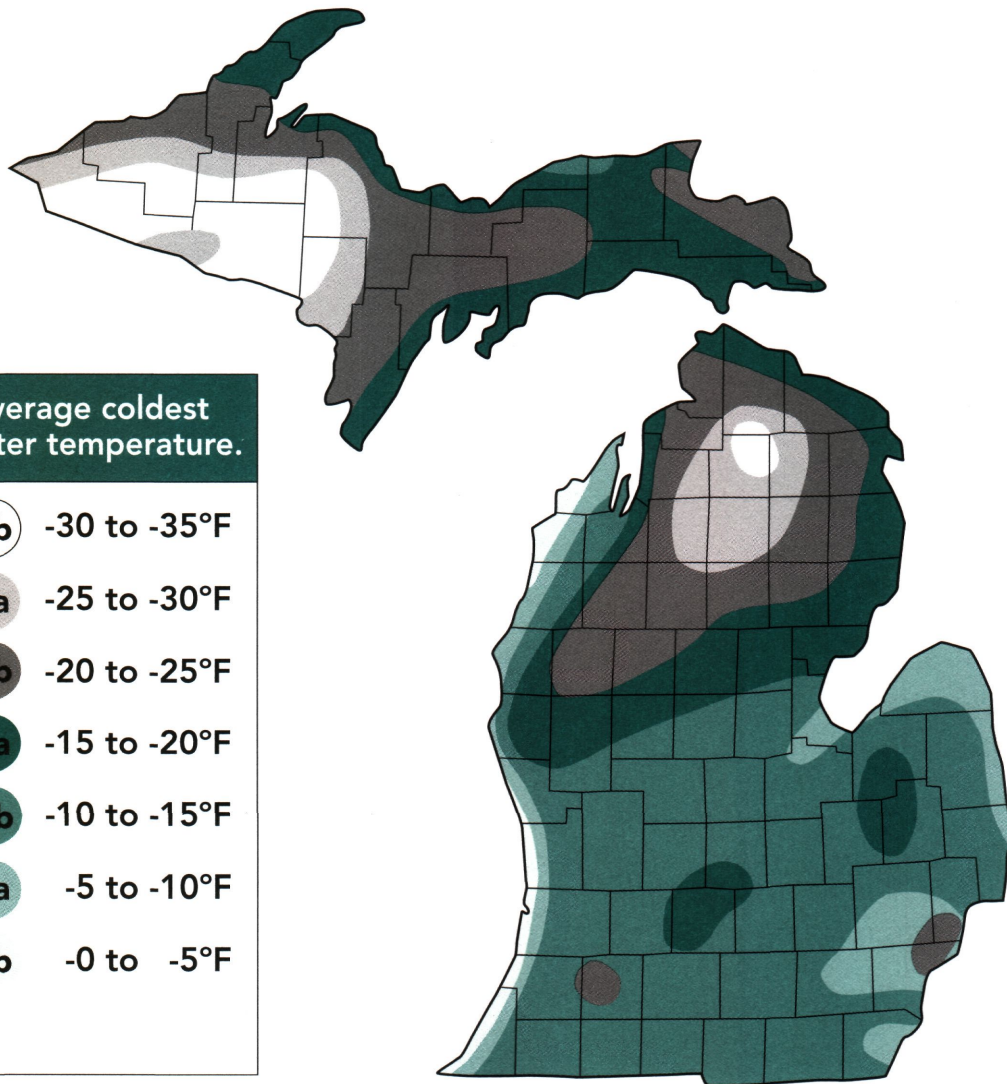 verage coldest
ter temperature.
b -30 to -35°F
a -25 to -30°F
b -20 to -25°F
a -15 to -20°F
b -10 to -15°F
a -5 to -10°F
b -0 to -5°F